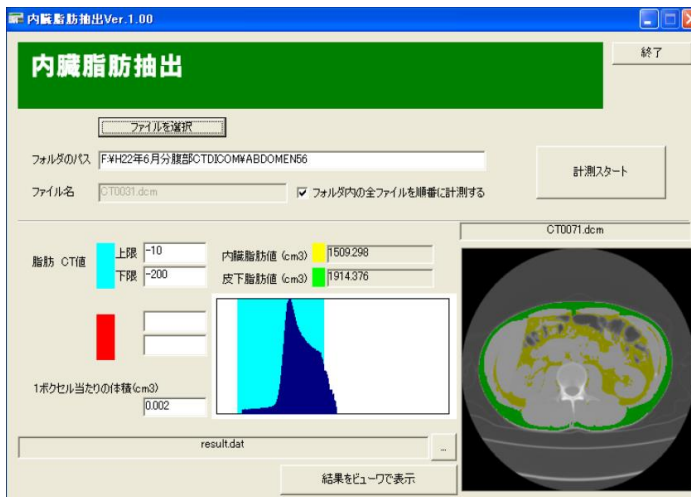 内臓脂肪抽出Ver.1.00
内臓脂肪抽出
終了
ファイルを選択
フォルダのパス F:¥H22年6月分腹部CTDICOM¥ABDOMEN56
計測スタート
ファイル名 CT0031.dcm フォルダ内の全ファイルを順番に計測する
CT0071.dcm
脂肪 CT値 上限 -10
下限 -200
内臓脂肪値 (cm3) 1509.298
皮下脂肪値 (cm3) 1914.376
1ボクセル当たりの体積(cm3)
0.002
result.dat ...
結果をビューワで表示